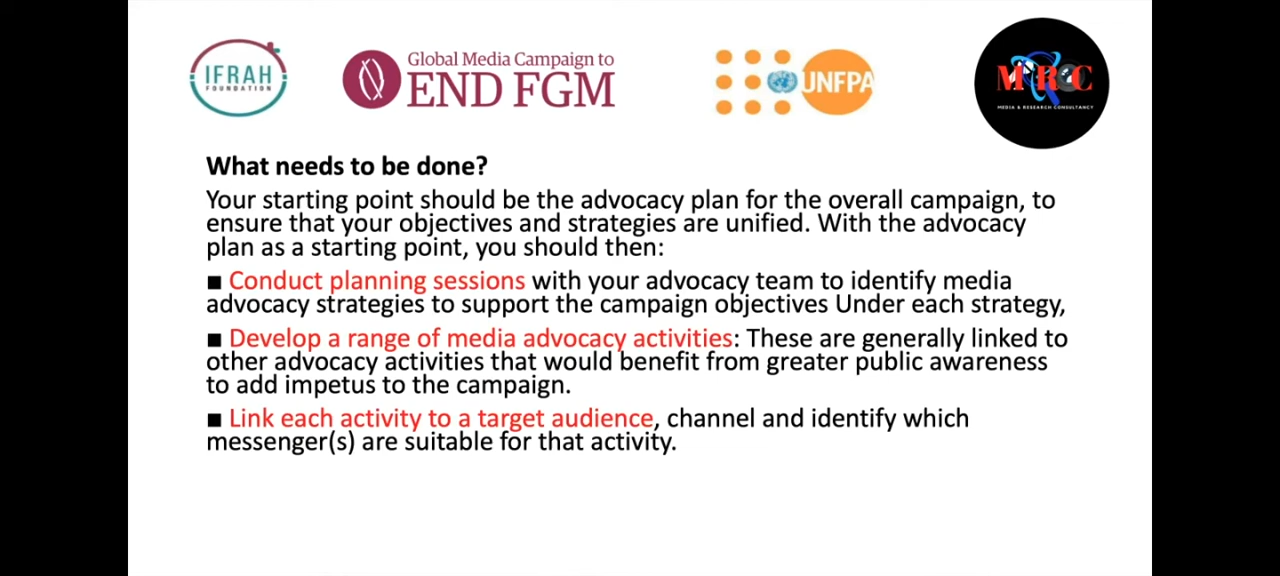 IFRAH
FOUNDATION
Global Media Campaign to
END FGM
UNFPA
MRC
MEDIA & RESEARCH CONSULTANCY
What needs to be done?
Your starting point should be the advocacy plan for the overall campaign, to
ensure that your objectives and strategies are unified. With the advocacy
plan as a starting point, you should then:
■ Conduct planning sessions with your advocacy team to identify media
advocacy strategies to support the campaign objectives Under each strategy,
■ Develop a range of media advocacy activities: These are generally linked to
other advocacy activities that would benefit from greater public awareness
to add impetus to the campaign.
■ Link each activity to a target audience, channel and identify which
messenger(s) are suitable for that activity.